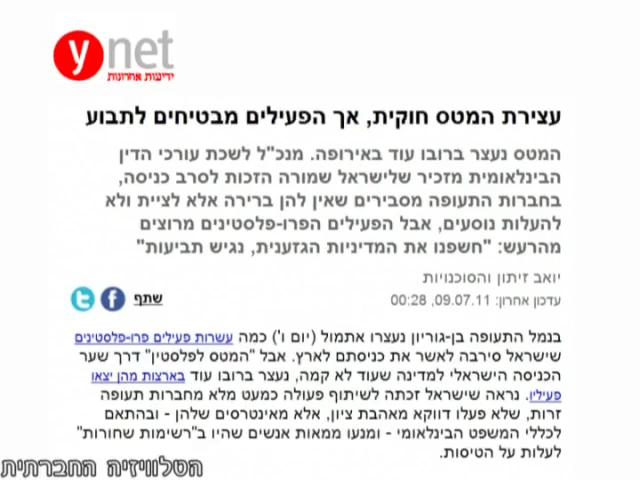 ynet
ידיעות אחרונות
עצירת המטס חוקית, אך הפעילים מבטיחים לתבוע
המטס נעצר ברובו עוד באירופה. מנכ"ל לשכת עורכי הדין
הבינלאומית מזכיר שלישראל שמורה הזכות לסרב כניסה,
בחברות התעופה מסבירים שאין להן ברירה אלא לציית ולא
להעלות נוסעים, אבל הפעילים הפרו-פלסטינים מרוצים
מהרעש: "חשפנו את המדיניות הגזענית, נגיש תביעות"
יואב זיתון והסוכנויות
עדכון אחרון: 09.07.11, 00:28
שתף
בנמל התעופה בן-גוריון נעצרו אתמול (יום ו') כמה עשרות פעילים פרו-פלסטינים
שישראל סירבה לאשר את כניסתם לארץ. אבל "המטס לפלסטין" דרך שער
הכניסה הישראלי למדינה שעוד לא קמה, נעצר ברובו עוד בארצות מהן יצאו
פעיליו. נראה שישראל זכתה לשיתוף פעולה כמעט מלא מחברות תעופה
זרות, שלא פעלו דווקא מאהבת ציון, אלא מאינטרסים שלהן - ובהתאם
לכללי המשפט הבינלאומי - ומנעו ממאות אנשים שהיו ב"רשימות שחורות"
לעלות על הטיסות.
הטלוויזיה החברתית